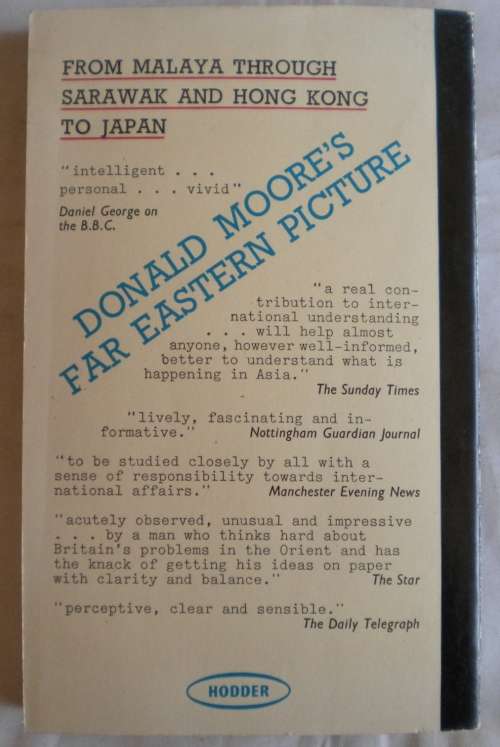 FROM MALAYA THROUGH
SARAWAK AND HONG KONG
TO JAPAN
"intelligent . . .
personal . . . vivid"
Daniel George on
the B.B.C.
DONALD MOORE'S
FAR EASTERN PICTURE
"a real con-
tribution to inter-
national understanding
. . . will help almost
anyone, however well-informed,
better to understand what is
happening in Asia."
The Sunday Times
"lively, fascinating and in-
formative." Nottingham Guardian Journal
"to be studied closely by all with a
sense of responsibility towards inter-
national affairs." Manchester Evening News
"acutely observed, unusual and impressive
. . . by a man who thinks hard about
Britain's problems in the Orient and has
the knack of getting his ideas on paper
with clarity and balance." The Star
"perceptive, clear and sensible."
The Daily Telegraph
HODDER